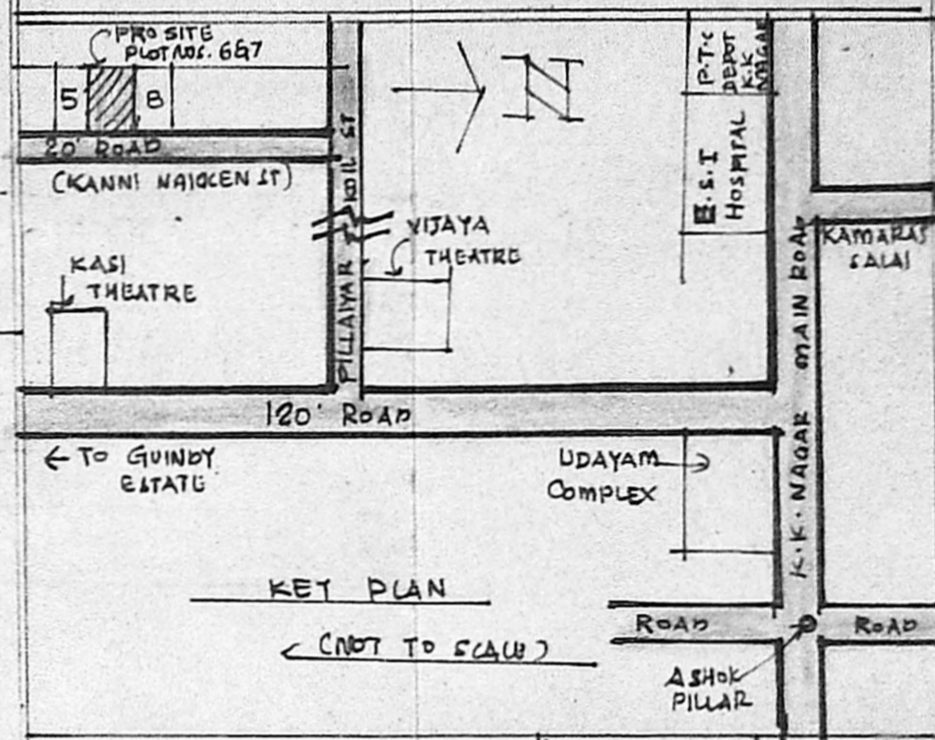 PRO SITE
PLOT NOS. 6&7
5
8
20' ROAD
(KANNI NAICKEN ST)
PILLAIYAR KOIL ST
N
P.T.C
DEPOT
K.K
NAGAR
E.S.I
HOSPITAL
KAMARAJ
SALAI
VIJAYA
THEATRE
KASI
THEATRE
K.K. NAGAR MAIN ROAD
120' ROAD
← TO GUINDY
ESTATE
UDAYAM
COMPLEX
KEY PLAN
(NOT TO SCALE)
ROAD
ROAD
ASHOK
PILLAR